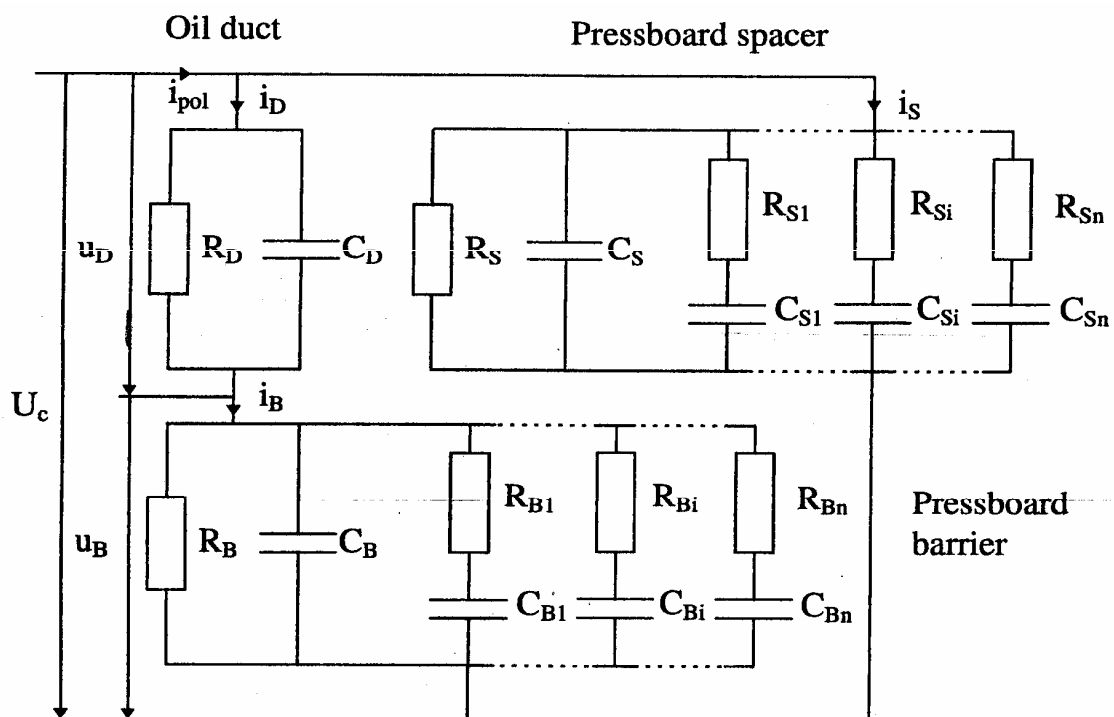 Oil duct
Pressboard spacer
i_pol
i_D
i_S
u_D
R_D
C_D
R_S
C_S
R_S1
C_S1
R_Si
C_Si
R_Sn
C_Sn
U_c
i_B
u_B
R_B
C_B
R_B1
C_B1
R_Bi
C_Bi
R_Bn
C_Bn
Pressboard
barrier